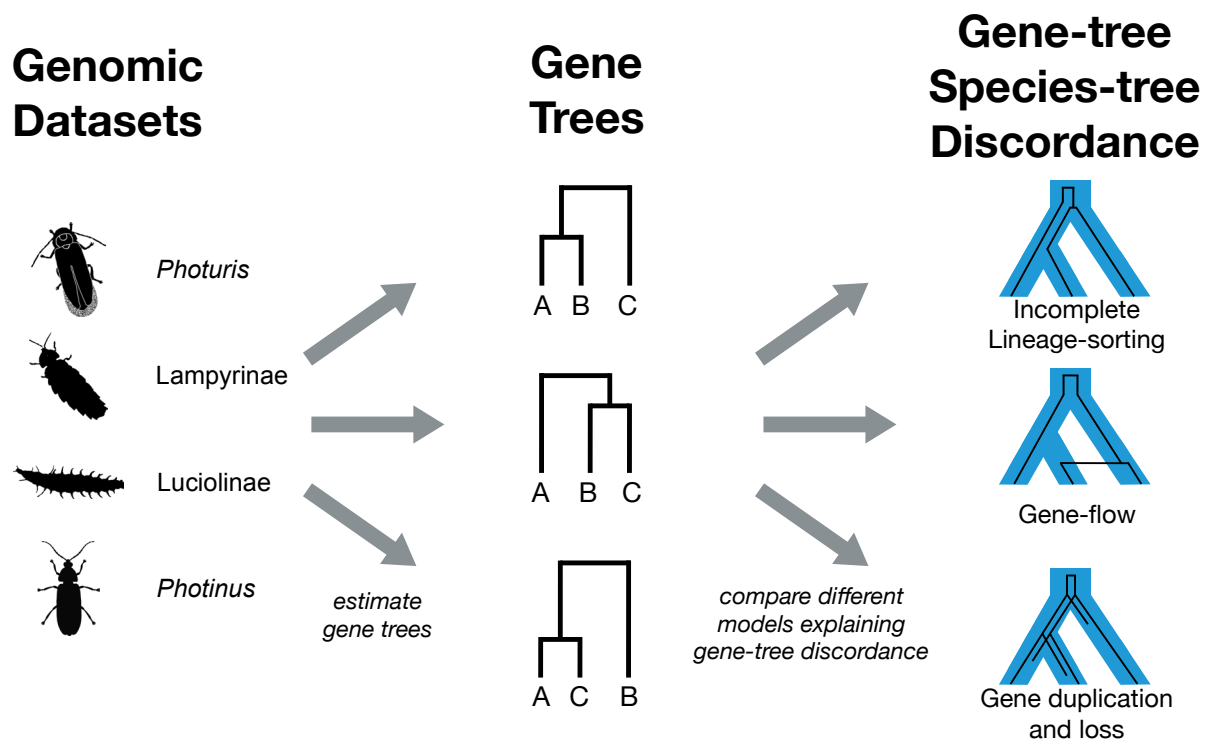 Genomic
Datasets
Gene
Trees
Gene-tree
Species-tree
Discordance
Photuris
Lampyrinae
Luciolinae
Photinus
estimate
gene trees
A B C
A B C
A C B
compare different
models explaining
gene-tree discordance
Incomplete
Lineage-sorting
Gene-flow
Gene duplication
and loss